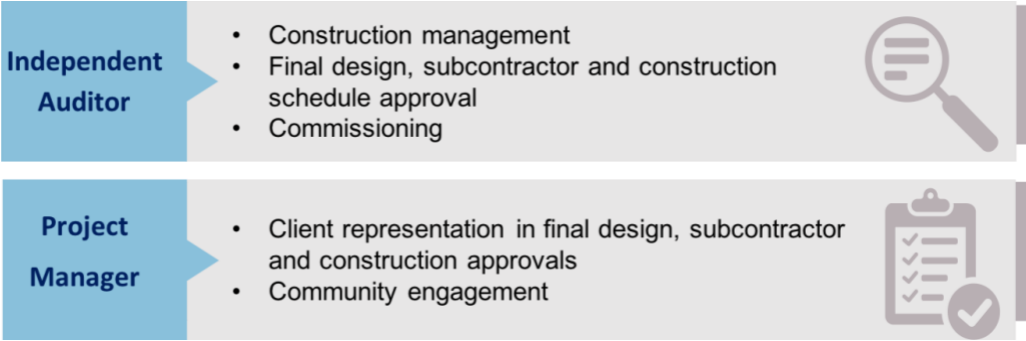 Independent
Auditor
• Construction management
• Final design, subcontractor and construction
schedule approval
• Commissioning
Project
Manager
• Client representation in final design, subcontractor
and construction approvals
• Community engagement